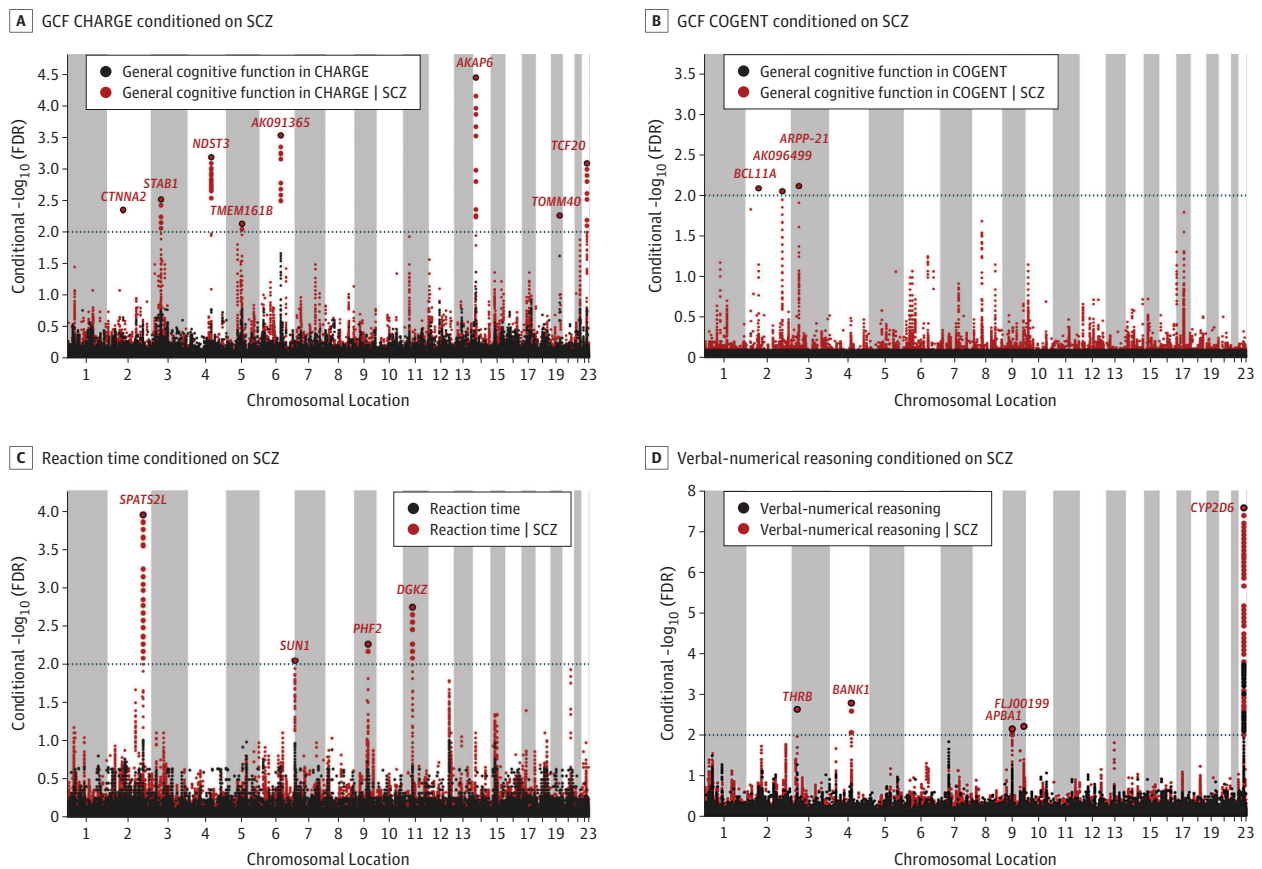 A GCF CHARGE conditioned on SCZ
General cognitive function in CHARGE
General cognitive function in CHARGE | SCZ
Conditional -log10 (FDR)
4.5
4.0
3.5
3.0
2.5
2.0
1.5
1.0
0.5
0
AKAP6
AK091365
NDST3
TCF20
STAB1
CTNNA2
TMEM161B
TOMM40
1 2 3 4 5 6 7 8 9 10 11 12 13 15 17 19 23
Chromosomal Location
B GCF COGENT conditioned on SCZ
General cognitive function in COGENT
General cognitive function in COGENT | SCZ
Conditional -log10 (FDR)
3.5
3.0
2.5
2.0
1.5
1.0
0.5
0
ARPP-21
AK096499
BCL11A
1 2 3 4 5 6 7 8 9 10 11 12 13 15 17 19 23
Chromosomal Location
C Reaction time conditioned on SCZ
Reaction time
Reaction time | SCZ
Conditional -log10 (FDR)
4.0
3.5
3.0
2.5
2.0
1.5
1.0
0.5
0
SPATS2L
DGKZ
PHF2
SUN1
1 2 3 4 5 6 7 8 9 10 11 12 13 15 17 19 23
Chromosomal Location
D Verbal-numerical reasoning conditioned on SCZ
Verbal-numerical reasoning
Verbal-numerical reasoning | SCZ
Conditional -log10 (FDR)
8
7
6
5
4
3
2
1
0
CYP2D6
THRB
BANK1
FLJ00199
APBA1
1 2 3 4 5 6 7 8 9 10 11 12 13 15 17 19 23
Chromosomal Location